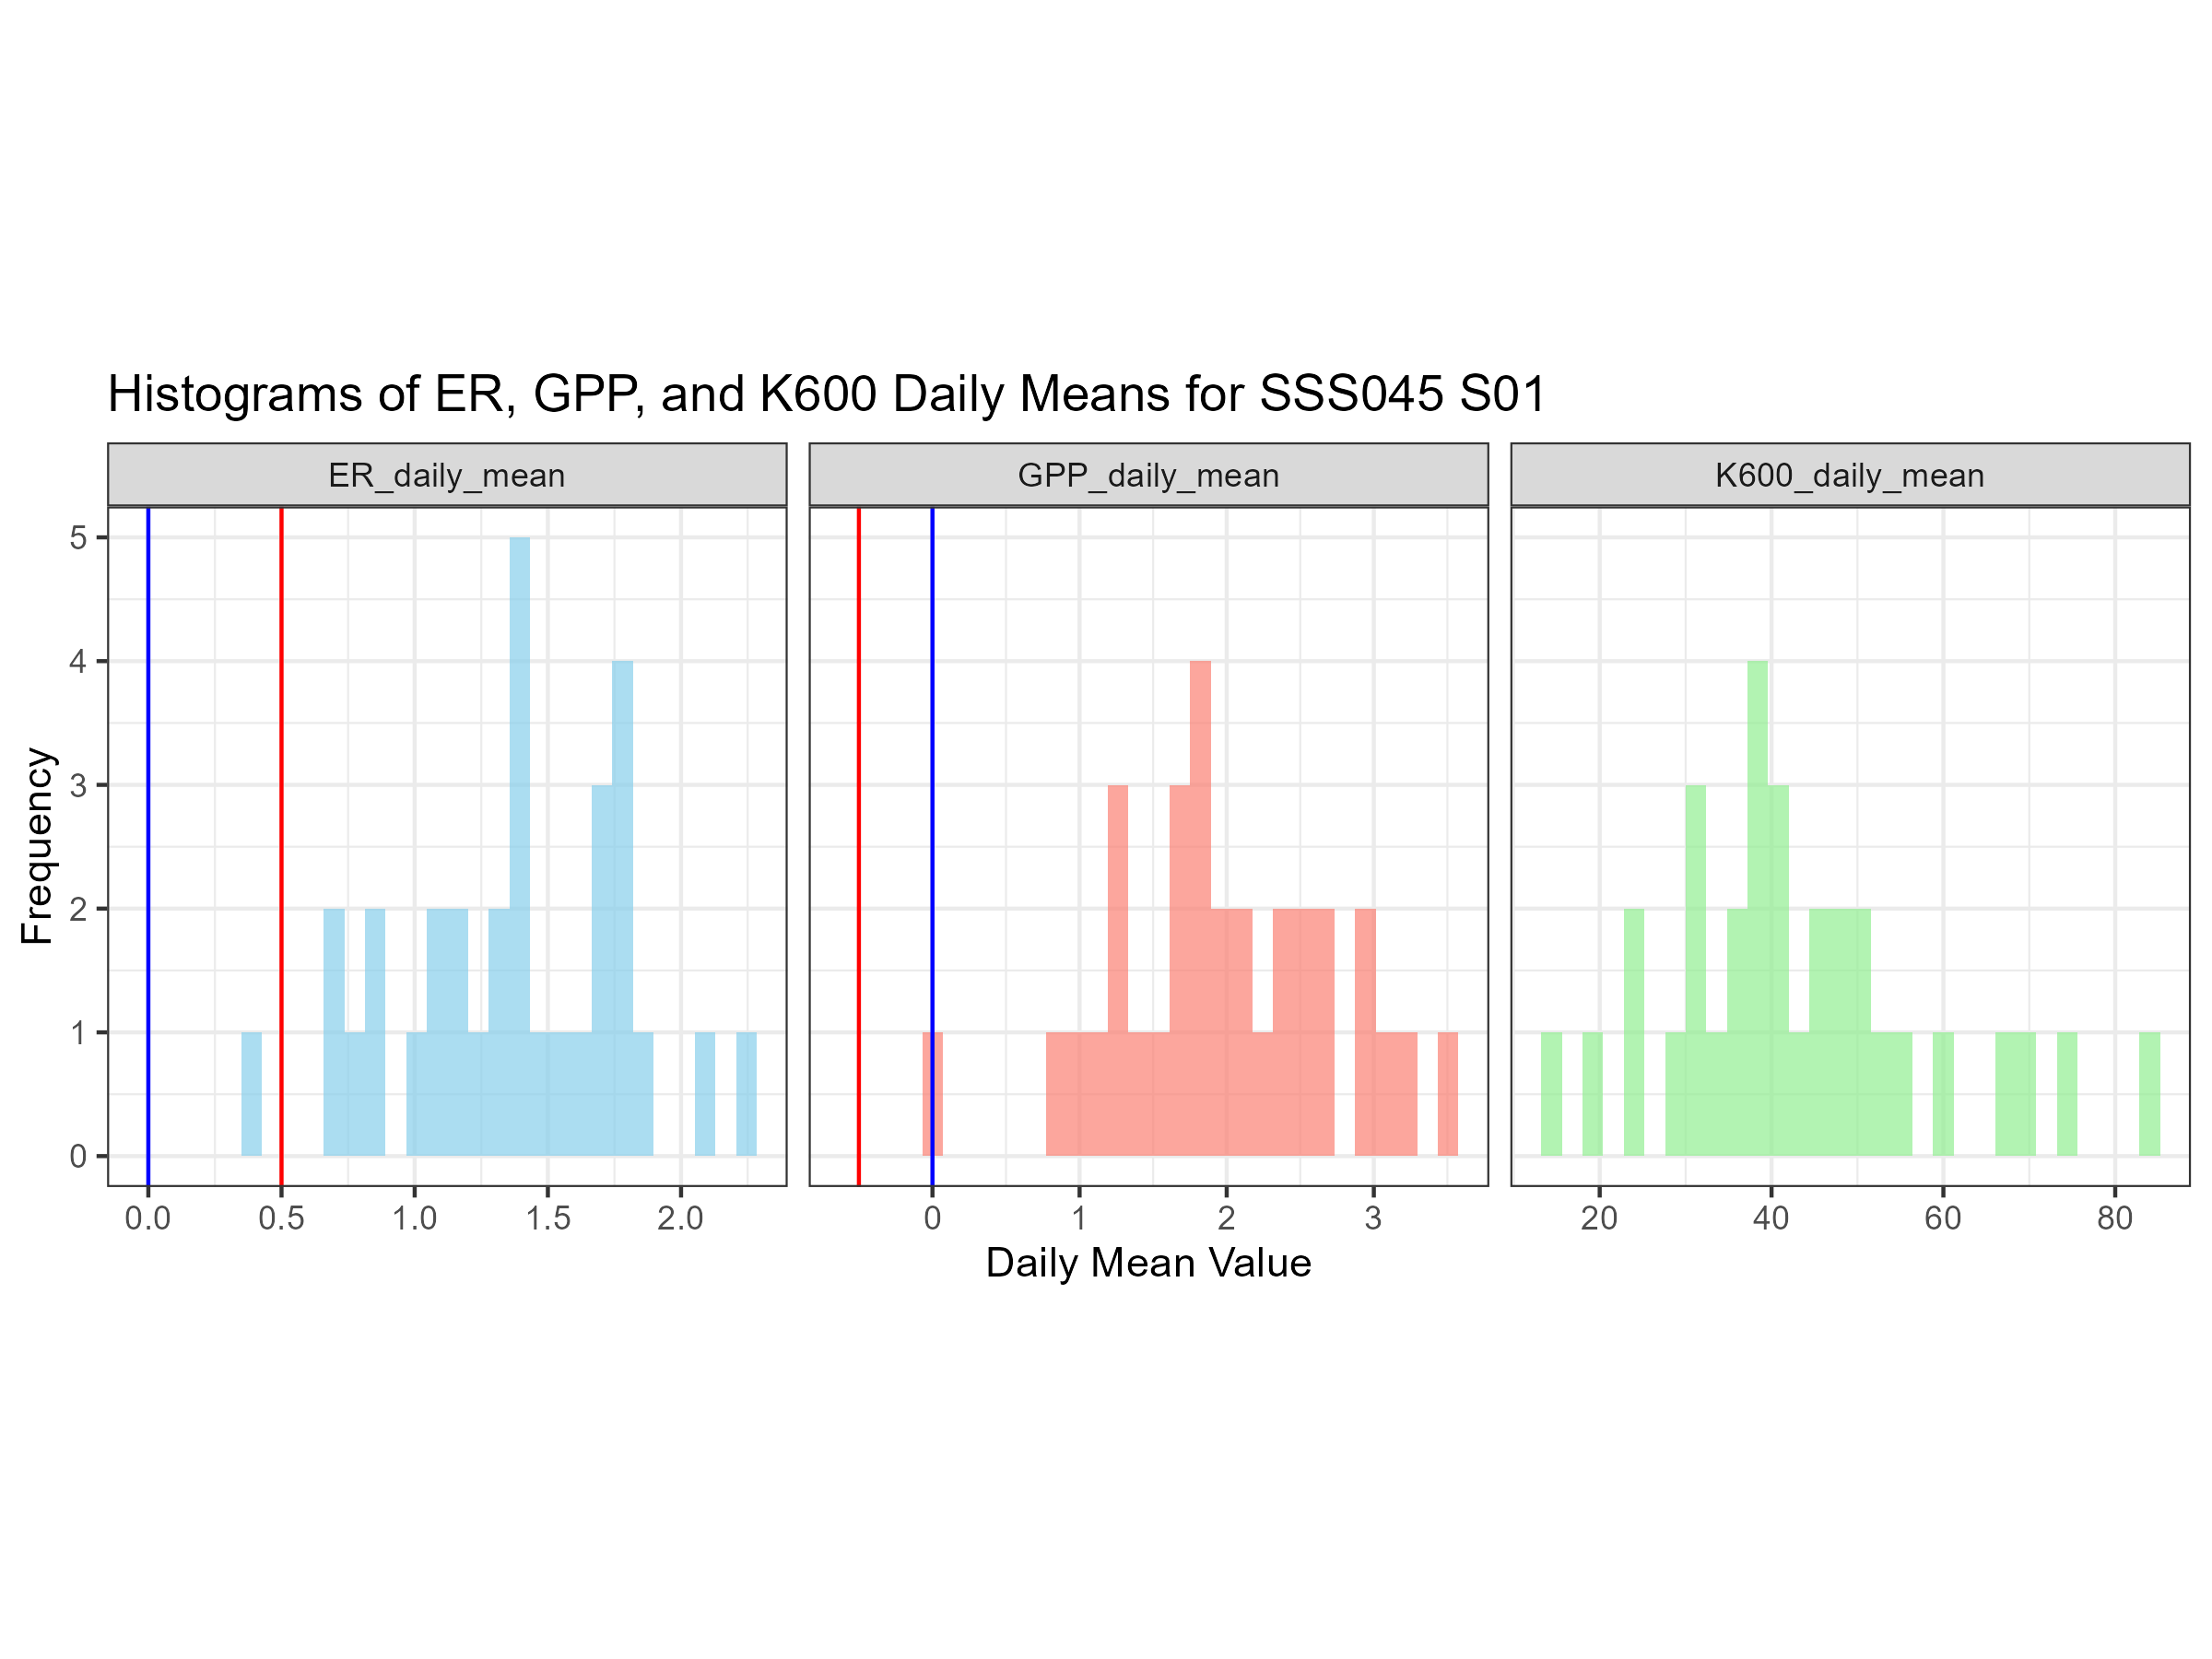 Histograms of ER, GPP, and K600 Daily Means for SSS045 S01
ER_daily_mean
GPP_daily_mean
K600_daily_mean
5
4
3
2
1
0
Frequency
0.0 0.5 1.0 1.5 2.0
0 1 2 3
20 40 60 80
Daily Mean Value